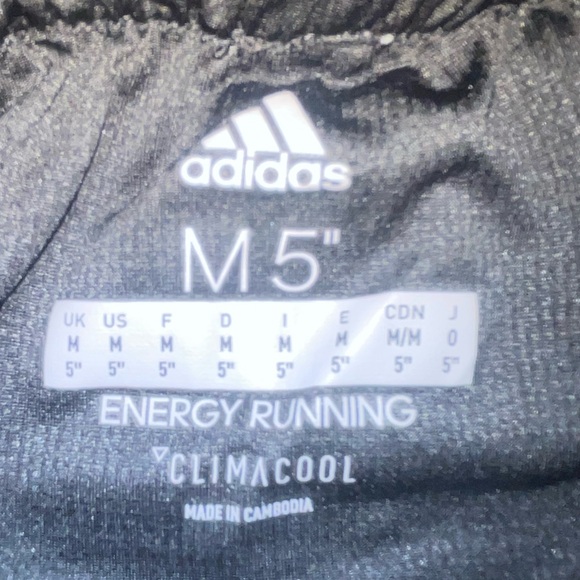 adidas
M 5"
UK US F D I E CDN J
M M M M M M M/M O
5" 5" 5" 5" 5" 5" 5" 5"
ENERGY RUNNING
CLIMACOOL
MADE IN CAMBODIA